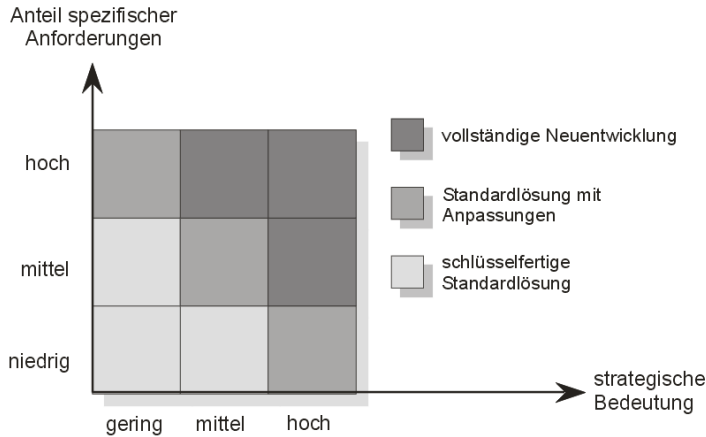 Anteil spezifischer
Anforderungen
hoch
mittel
niedrig
gering
mittel
hoch
strategische
Bedeutung
vollständige Neuentwicklung
Standardlösung mit
Anpassungen
schlüsselfertige
Standardlösung